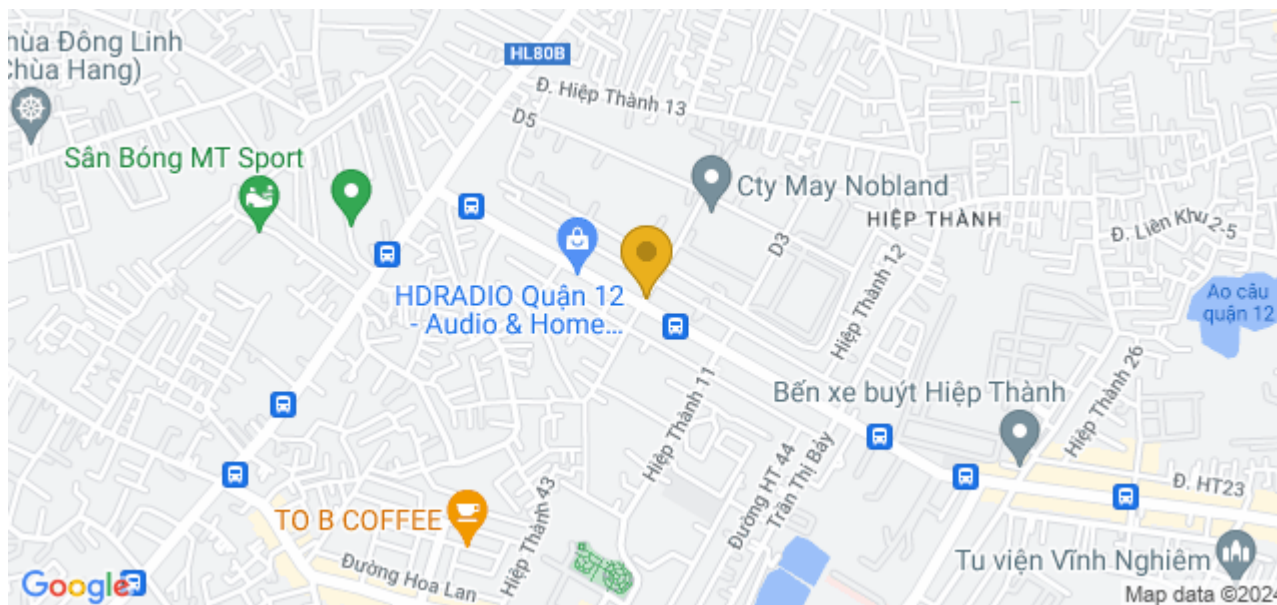 hùa Đông Linh
Chùa Hang)
HL80B
Đ. Hiệp Thành 13
D5
Sân Bóng MT Sport
Cty May Nobland
HIỆP THÀNH
Đ. Liên Khu 2-5
D3
Hiệp Thành 12
HDRADIO Quận 12
- Audio & Home...
Ao câu
quận 12
Hiệp Thành 11
Bến xe buýt Hiệp Thành
Hiệp Thành 26
Đường HT 44
Trần Thị Bảy
Đ. HT23
Hiệp Thành 43
TO B COFFEE
Đường Hoa Lan
Tu viện Vĩnh Nghiêm
Google
Map data ©2024